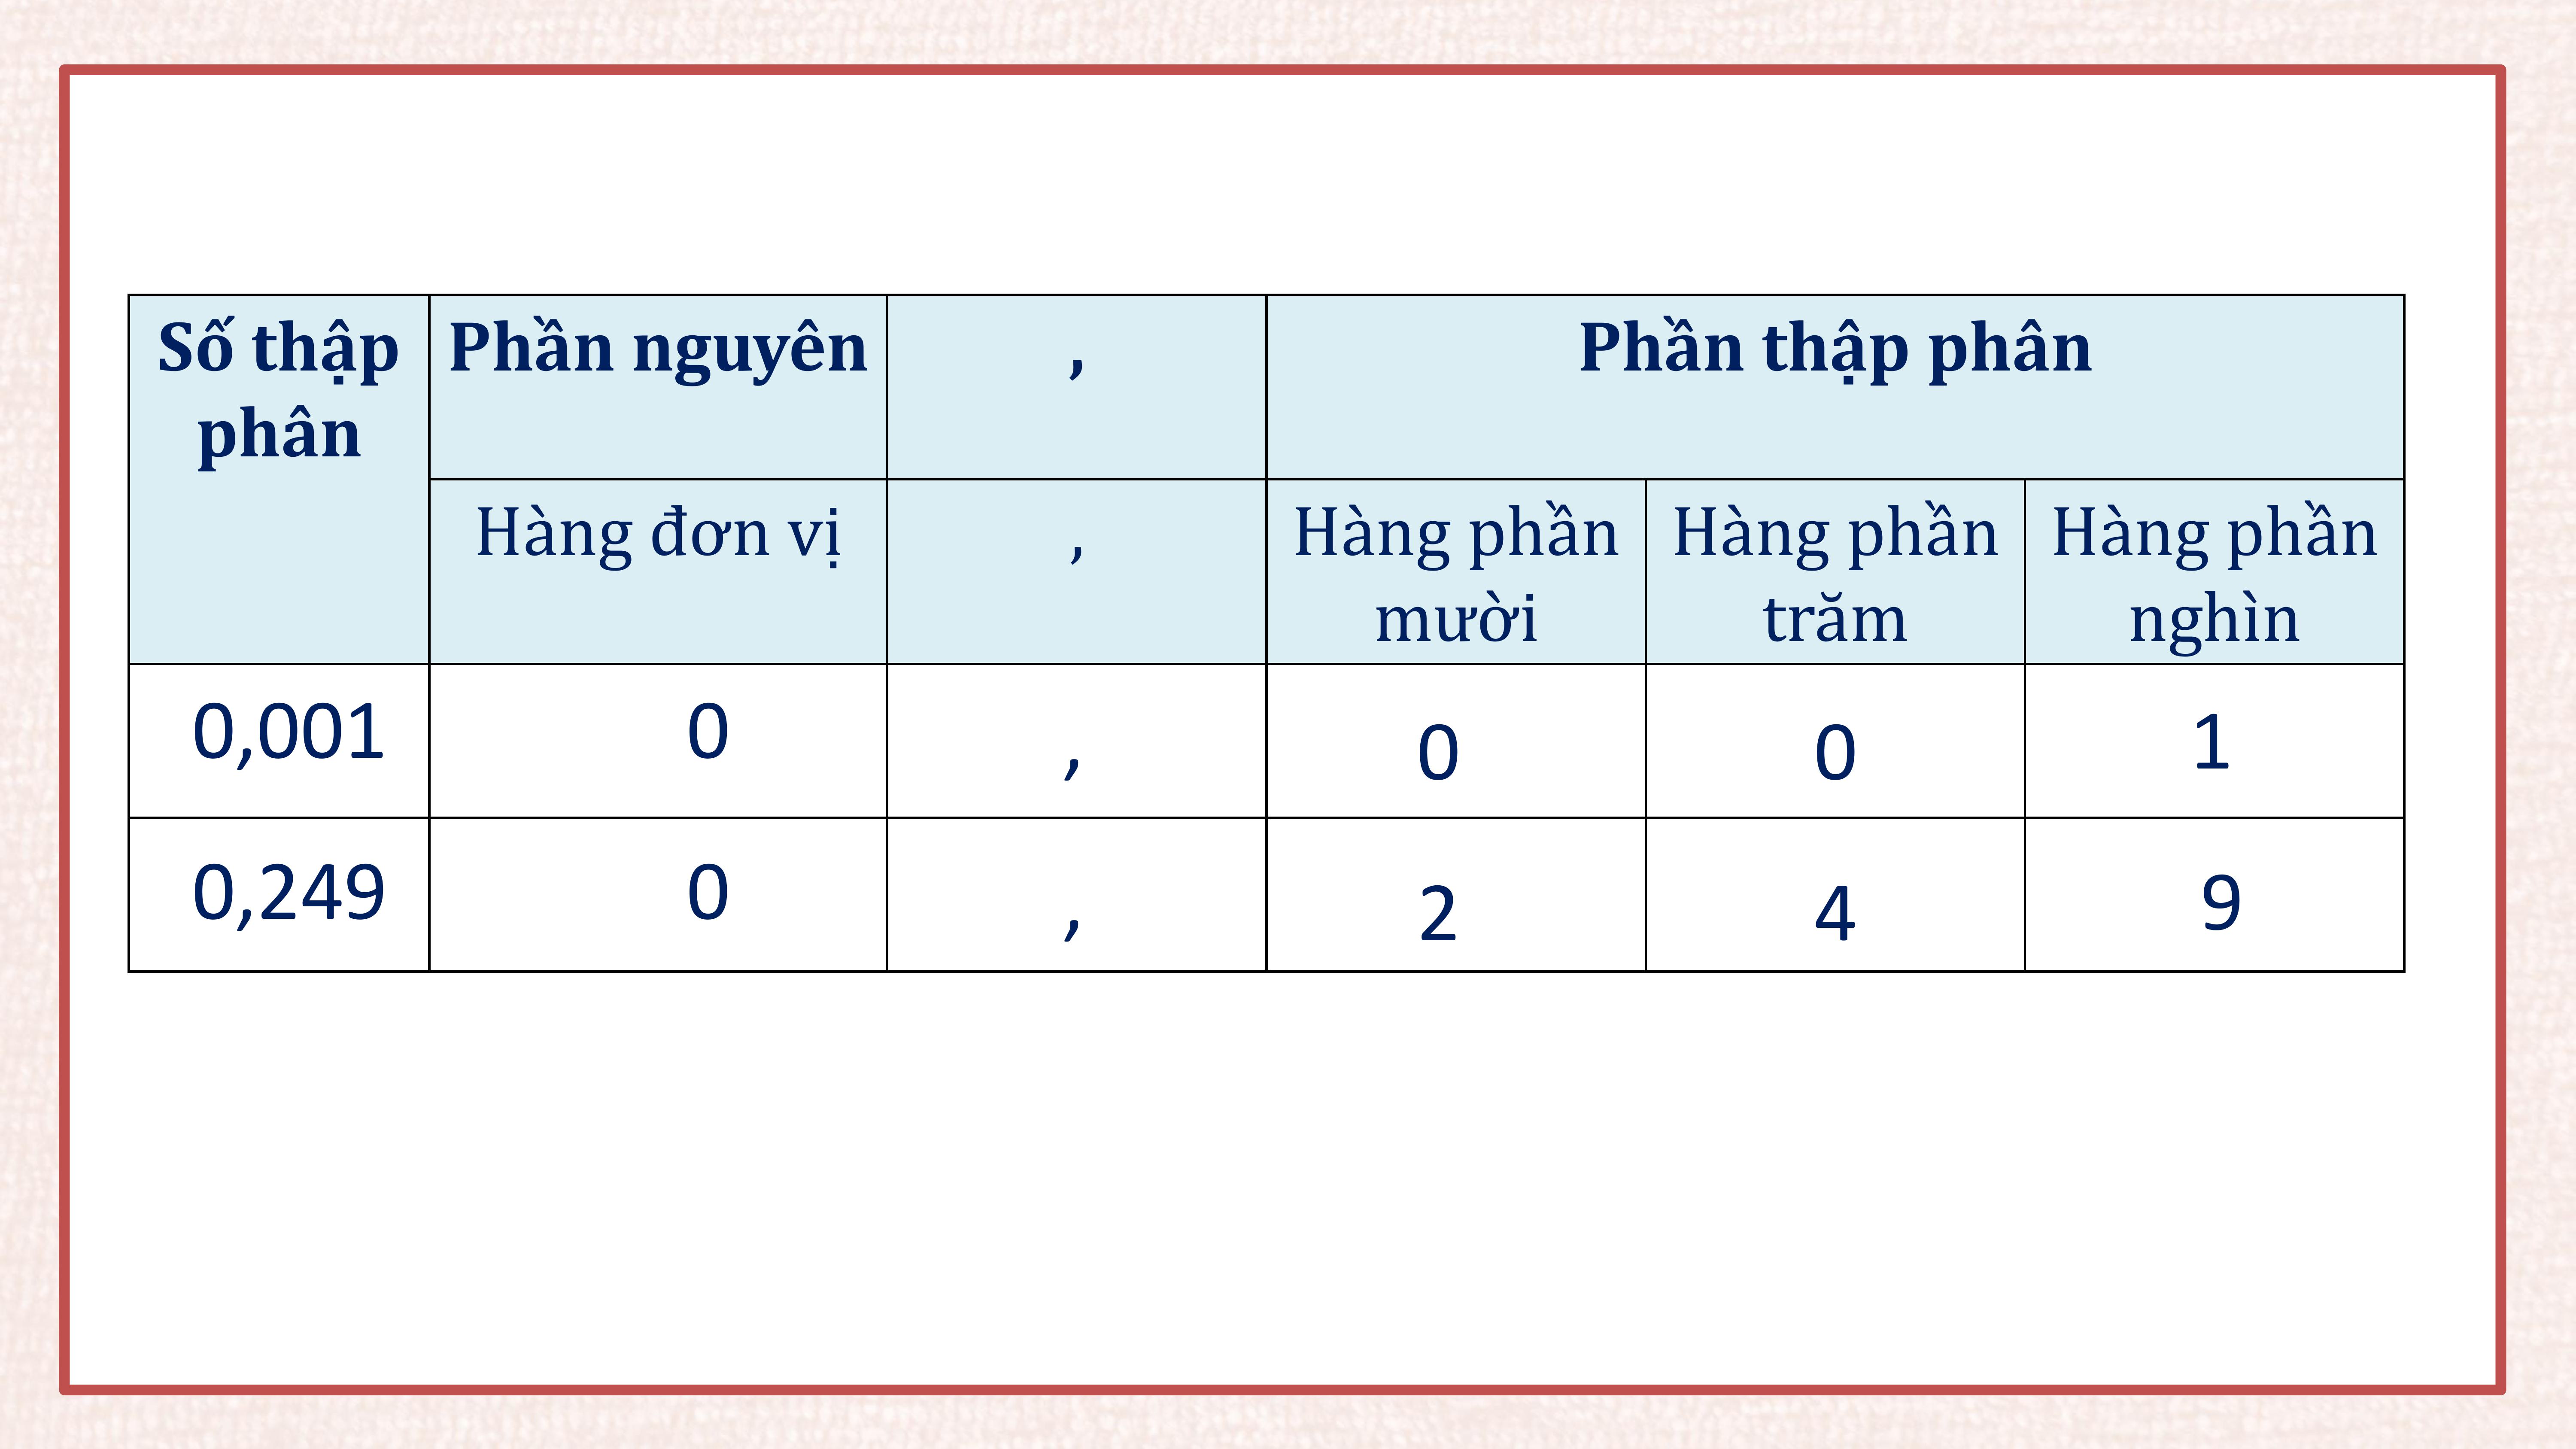 Số thập
phân
Phần nguyên
,
Phần thập phân
Hàng đơn vị
,
Hàng phần
mười
Hàng phần
trăm
Hàng phần
nghìn
0,001 0 , 0 0 1
0,249 0 , 2 4 9